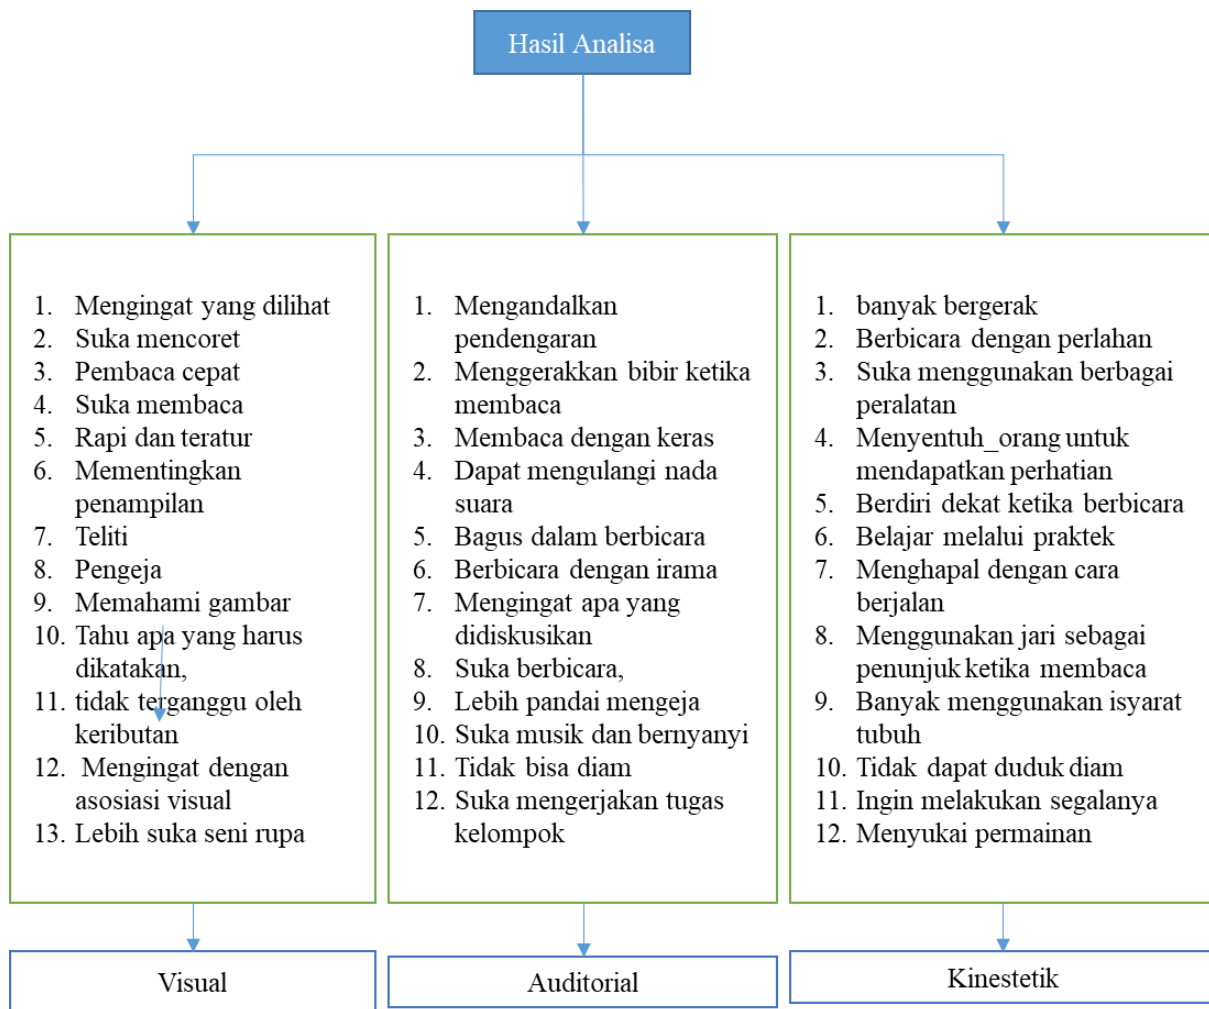 Hasil Analisa
1. Mengingat yang dilihat
2. Suka mencoret
3. Pembaca cepat
4. Suka membaca
5. Rapi dan teratur
6. Mementingkan
penampilan
7. Teliti
8. Pengeja
9. Memahami gambar
10. Tahu apa yang harus
dikatakan,
11. tidak terganggu oleh
keributan
12. Mengingat dengan
asosiasi visual
13. Lebih suka seni rupa
1. Mengandalkan
pendengaran
2. Menggerakkan bibir ketika
membaca
3. Membaca dengan keras
4. Dapat mengulangi nada
suara
5. Bagus dalam berbicara
6. Berbicara dengan irama
7. Mengingat apa yang
didiskusikan
8. Suka berbicara,
9. Lebih pandai mengeja
10. Suka musik dan bernyanyi
11. Tidak bisa diam
12. Suka mengerjakan tugas
kelompok
1. banyak bergerak
2. Berbicara dengan perlahan
3. Suka menggunakan berbagai
peralatan
4. Menyentuh_orang untuk
mendapatkan perhatian
5. Berdiri dekat ketika berbicara
6. Belajar melalui praktek
7. Menghapal dengan cara
berjalan
8. Menggunakan jari sebagai
penunjuk ketika membaca
9. Banyak menggunakan isyarat
tubuh
10. Tidak dapat duduk diam
11. Ingin melakukan segalanya
12. Menyukai permainan
Visual
Auditorial
Kinestetik